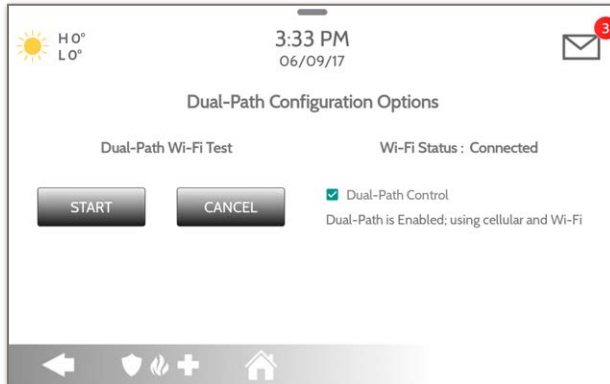 H 0°
L 0°
3:33 PM
06/09/17
3
Dual-Path Configuration Options
Dual-Path Wi-Fi Test
Wi-Fi Status : Connected
START
CANCEL
Dual-Path Control
Dual-Path is Enabled; using cellular and Wi-Fi